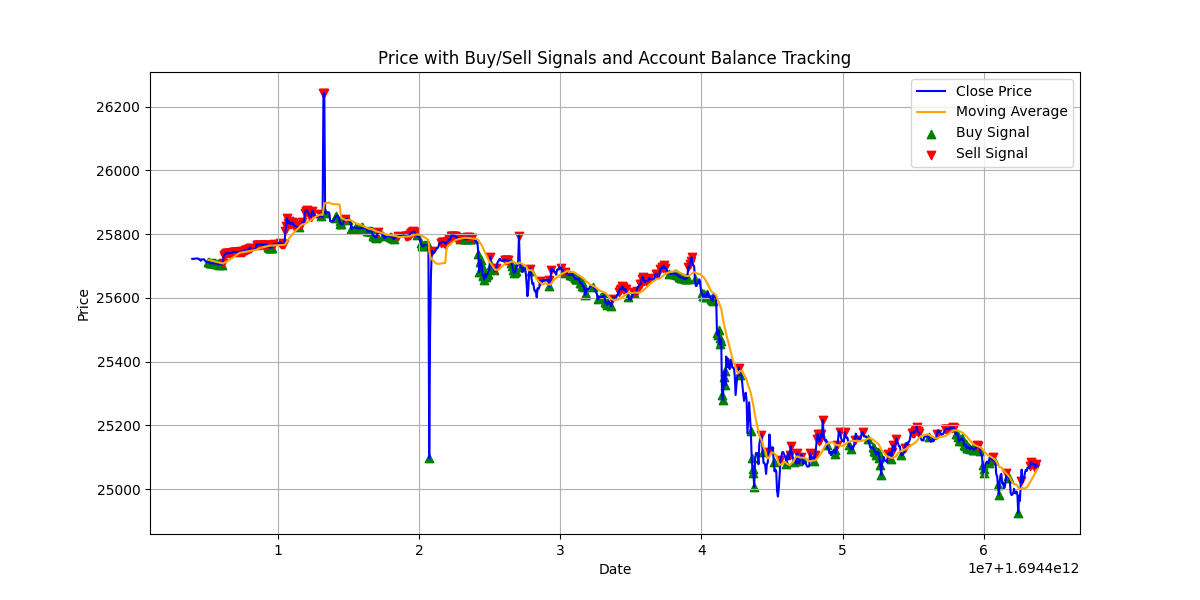 Price with Buy/Sell Signals and Account Balance Tracking
Close Price
Moving Average
Buy Signal
Sell Signal
26200
26000
25800
25600
25400
25200
25000
Price
1 2 3 4 5 6
Date
1e7+1.6944e12